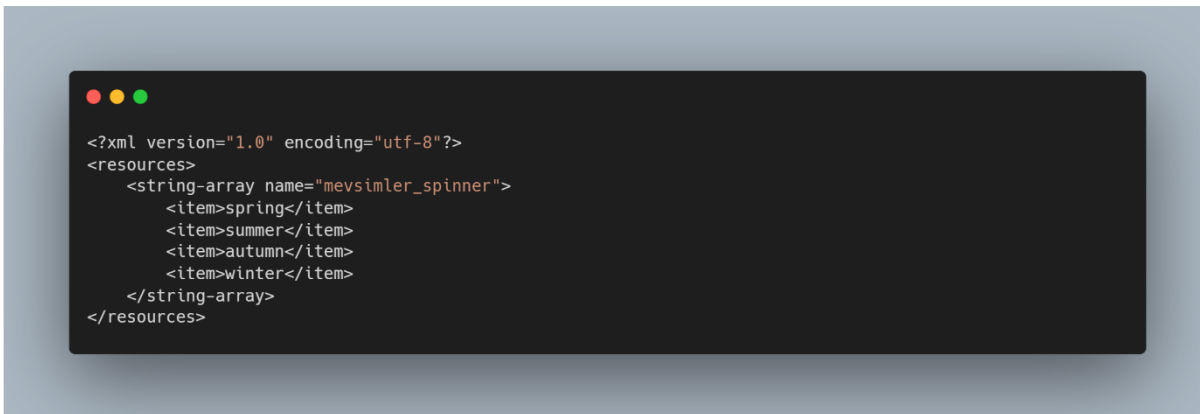 <?xml version="1.0" encoding="utf-8"?>
<resources>
    <string-array name="mevsimler_spinner">
        <item>spring</item>
        <item>summer</item>
        <item>autumn</item>
        <item>winter</item>
    </string-array>
</resources>